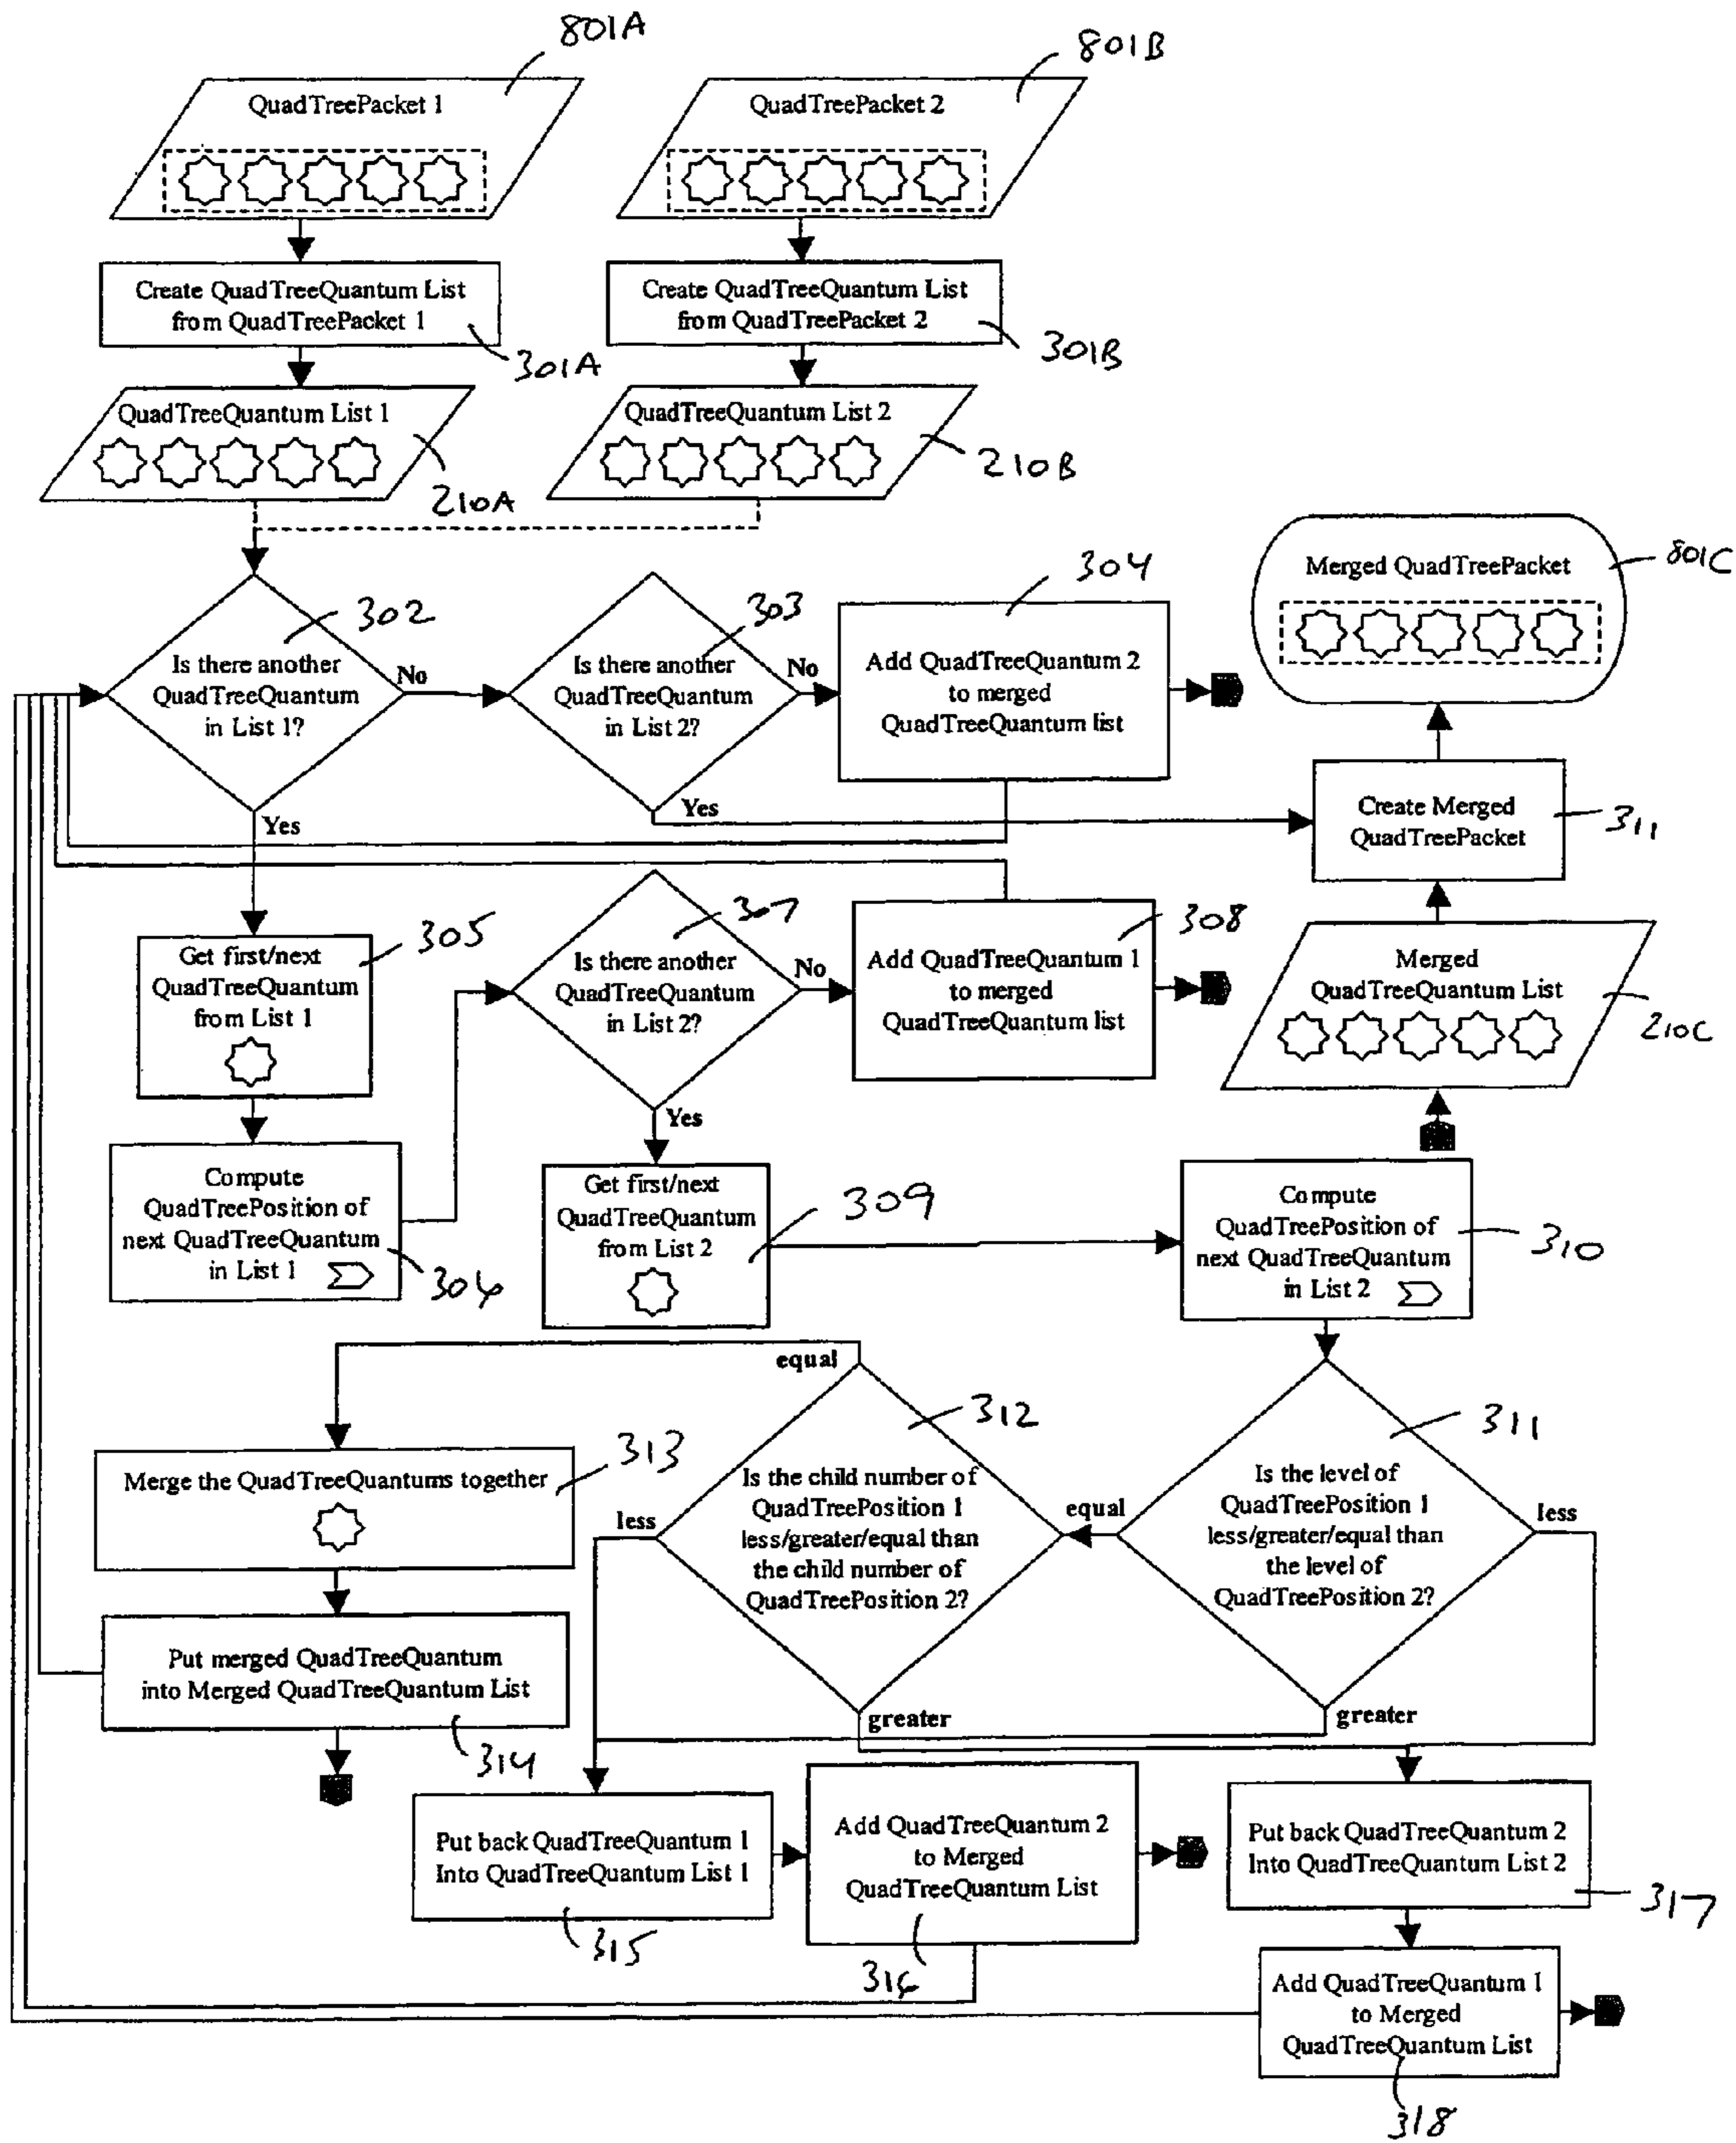 801A
801B
QuadTreePacket 1
QuadTreePacket 2
Create QuadTreeQuantum List
from QuadTreePacket 1
301A
Create QuadTreeQuantum List
from QuadTreePacket 2
301B
QuadTreeQuantum List 1
210A
QuadTreeQuantum List 2
210B
Merged QuadTreePacket
801C
302
Is there another
QuadTreeQuantum
in List 1?
No
Yes
303
Is there another
QuadTreeQuantum
in List 2?
No
Yes
304
Add QuadTreeQuantum 2
to merged
QuadTreeQuantum list
Create Merged
QuadTreePacket
311
305
Get first/next
QuadTreeQuantum
from List 1
307
Is there another
QuadTreeQuantum
in List 2?
No
Yes
308
Add QuadTreeQuantum 1
to merged
QuadTreeQuantum list
Merged
QuadTreeQuantum List
210C
Compute
QuadTreePosition of
next QuadTreeQuantum
in List 1
306
Get first/next
QuadTreeQuantum
from List 2
309
Compute
QuadTreePosition of
next QuadTreeQuantum
in List 2
310
equal
312
Is the child number of
QuadTreePosition 1
less/greater/equal than
the child number of
QuadTreePosition 2?
less
greater
equal
311
Is the level of
QuadTreePosition 1
less/greater/equal than
the level of
QuadTreePosition 2?
less
greater
Merge the QuadTreeQuantums together
313
Put merged QuadTreeQuantum
into Merged QuadTreeQuantum List
314
Put back QuadTreeQuantum 1
Into QuadTreeQuantum List 1
315
Add QuadTreeQuantum 2
to Merged
QuadTreeQuantum List
316
Put back QuadTreeQuantum 2
Into QuadTreeQuantum List 2
317
Add QuadTreeQuantum 1
to Merged
QuadTreeQuantum List
318